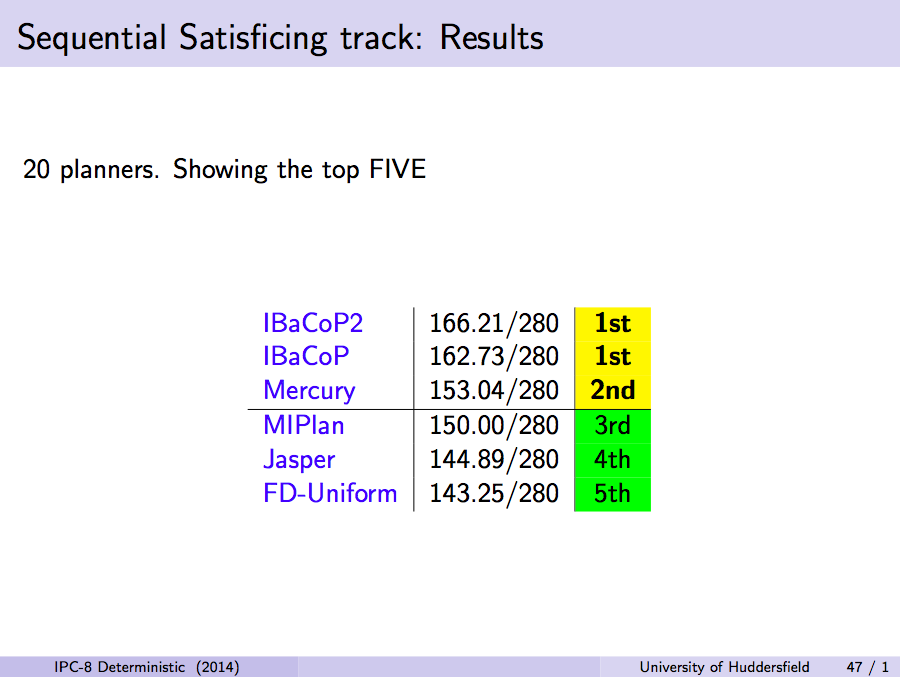 Sequential Satisficing track: Results
20 planners. Showing the top FIVE
IBaCoP2 166.21/280 1st
IBaCoP 162.73/280 1st
Mercury 153.04/280 2nd
MIPlan 150.00/280 3rd
Jasper 144.89/280 4th
FD-Uniform 143.25/280 5th
IPC-8 Deterministic (2014) University of Huddersfield 47 / 1